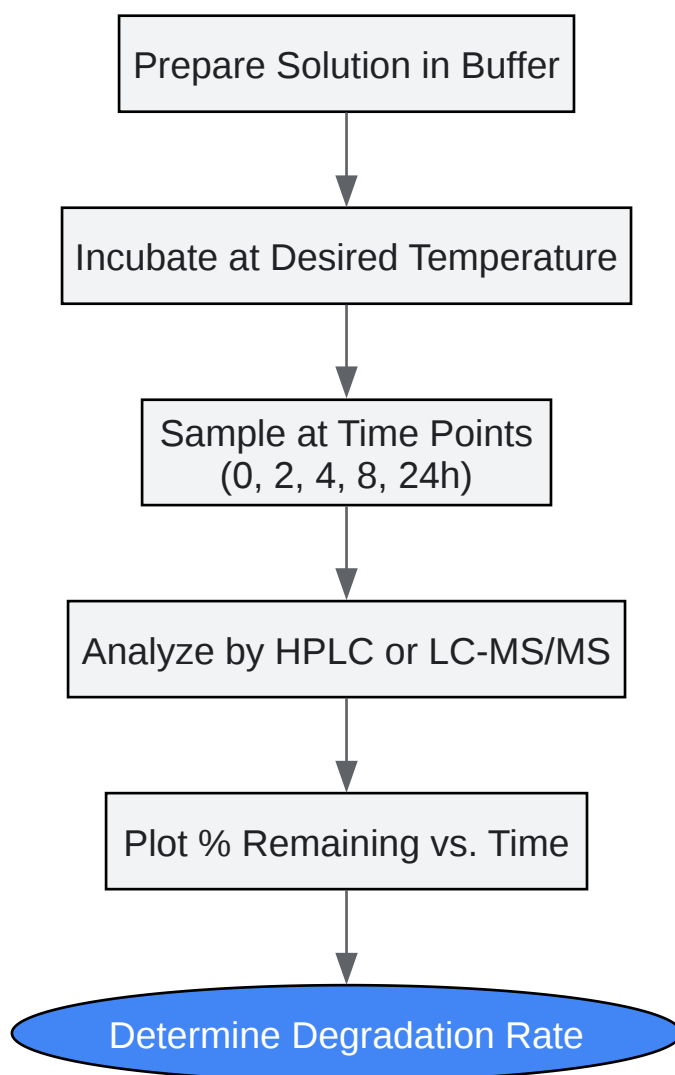 Prepare Solution in Buffer
Incubate at Desired Temperature
Sample at Time Points
(0, 2, 4, 8, 24h)
Analyze by HPLC or LC-MS/MS
Plot % Remaining vs. Time
Determine Degradation Rate